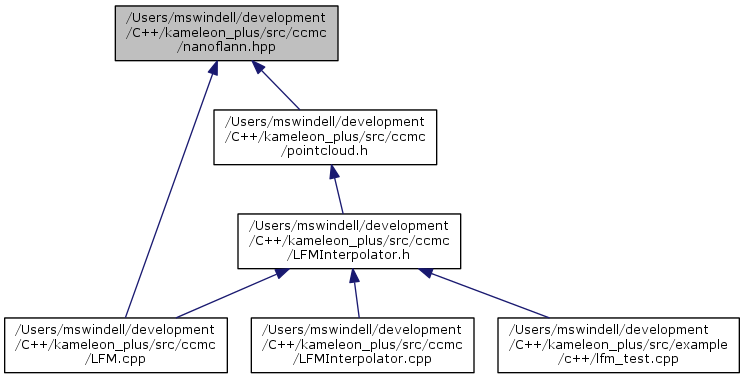 /Users/mswindell/development
/C++/kameleon_plus/src/ccmc
/nanoflann.hpp
/Users/mswindell/development
/C++/kameleon_plus/src/ccmc
/pointcloud.h
/Users/mswindell/development
/C++/kameleon_plus/src/ccmc
/LFMInterpolator.h
/Users/mswindell/development
/C++/kameleon_plus/src/ccmc
/LFM.cpp
/Users/mswindell/development
/C++/kameleon_plus/src/ccmc
/LFMInterpolator.cpp
/Users/mswindell/development
/C++/kameleon_plus/src/example
/c++/lfm_test.cpp